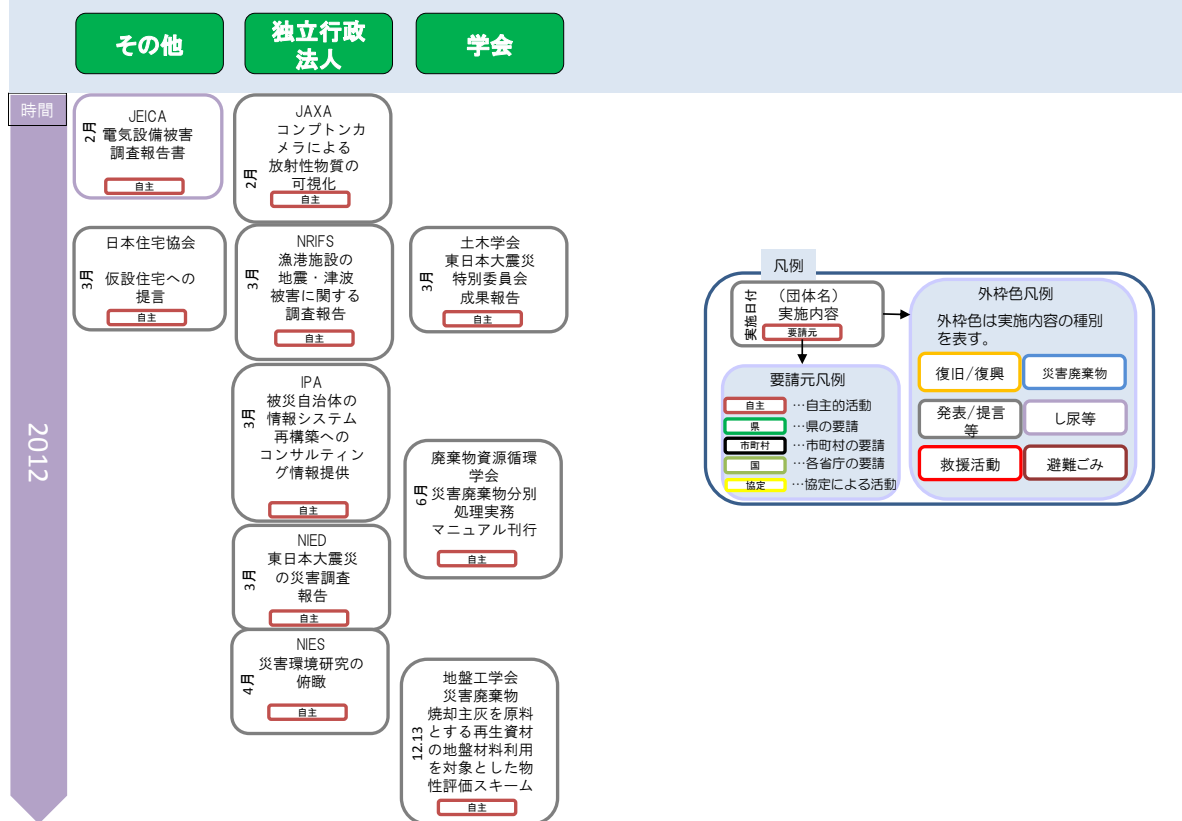 その他
独立行政
法人
学会
時間
2012
2月
JEICA
電気設備被害
調査報告書
自主
3月
日本住宅協会
仮設住宅への
提言
自主
2月
JAXA
コンプトンカ
メラによる
放射性物質の
可視化
自主
3月
NRIFS
漁港施設の
地震・津波
被害に関する
調査報告
自主
3月
IPA
被災自治体の
情報システム
再構築への
コンサルティン
グ情報提供
自主
3月
NIED
東日本大震災
の災害調査
報告
自主
4月
NIES
災害環境研究の
俯瞰
自主
3月
土木学会
東日本大震災
特別委員会
成果報告
自主
6月
廃棄物資源循環
学会
災害廃棄物分別
処理実務
マニュアル刊行
自主
12.13
地盤工学会
災害廃棄物
焼却主灰を原料
とする再生資材
の地盤材料利用
を対象とした物
性評価スキーム
自主
凡例
実施日付
(団体名)
実施内容
要請元
要請元凡例
自主 …自主的活動
県 …県の要請
市町村 …市町村の要請
国 …各省庁の要請
協定 …協定による活動
外枠色凡例
外枠色は実施内容の種別
を表す。
復旧/復興
災害廃棄物
発表/提言
等
し尿等
救援活動
避難ごみ